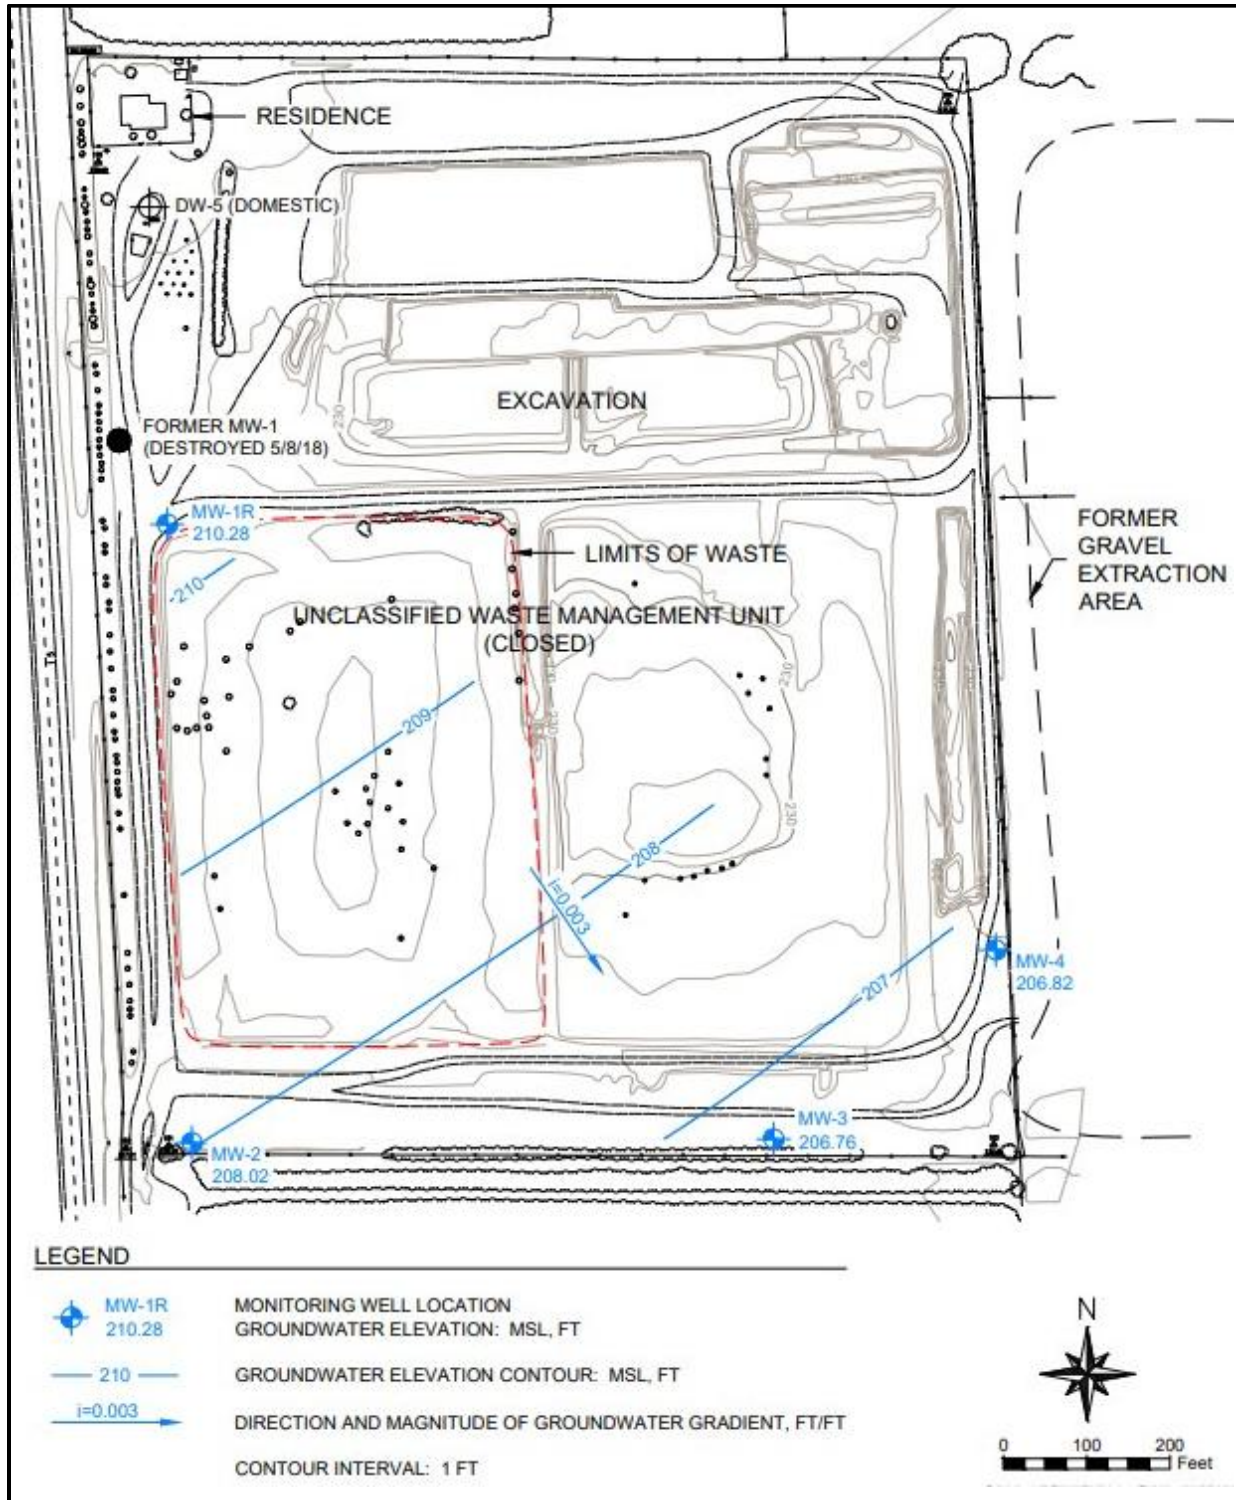 RESIDENCE
DW-5 (DOMESTIC)
230
EXCAVATION
230
FORMER MW-1
(DESTROYED 5/8/18)
MW-1R
210.28
FORMER
GRAVEL
EXTRACTION
AREA
LIMITS OF WASTE
210
UNCLASSIFIED WASTE MANAGEMENT UNIT
(CLOSED)
230
230
230
209
230
208
i=0.003
207
MW-4
206.82
MW-3
206.76
MW-2
208.02
LEGEND
MW-1R
210.28
MONITORING WELL LOCATION
GROUNDWATER ELEVATION: MSL, FT
210
GROUNDWATER ELEVATION CONTOUR: MSL, FT
i=0.003
DIRECTION AND MAGNITUDE OF GROUNDWATER GRADIENT, FT/FT
CONTOUR INTERVAL: 1 FT
N
0 100 200
Feet